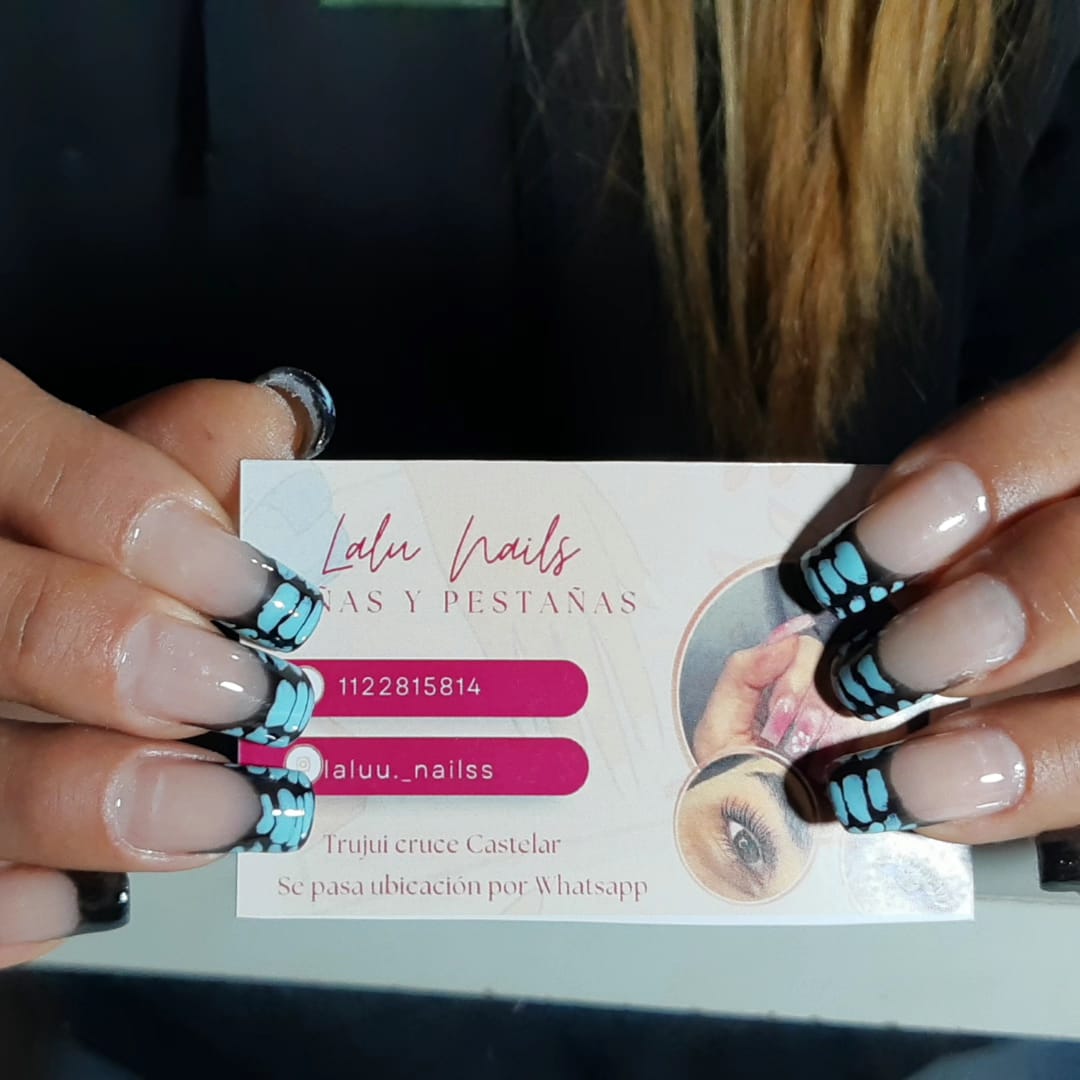 Lalu Nails
ÑAS Y PESTAÑAS
1122815814
laluu._nailss
Trujui cruce Castelar
Se pasa ubicación por Whatsapp